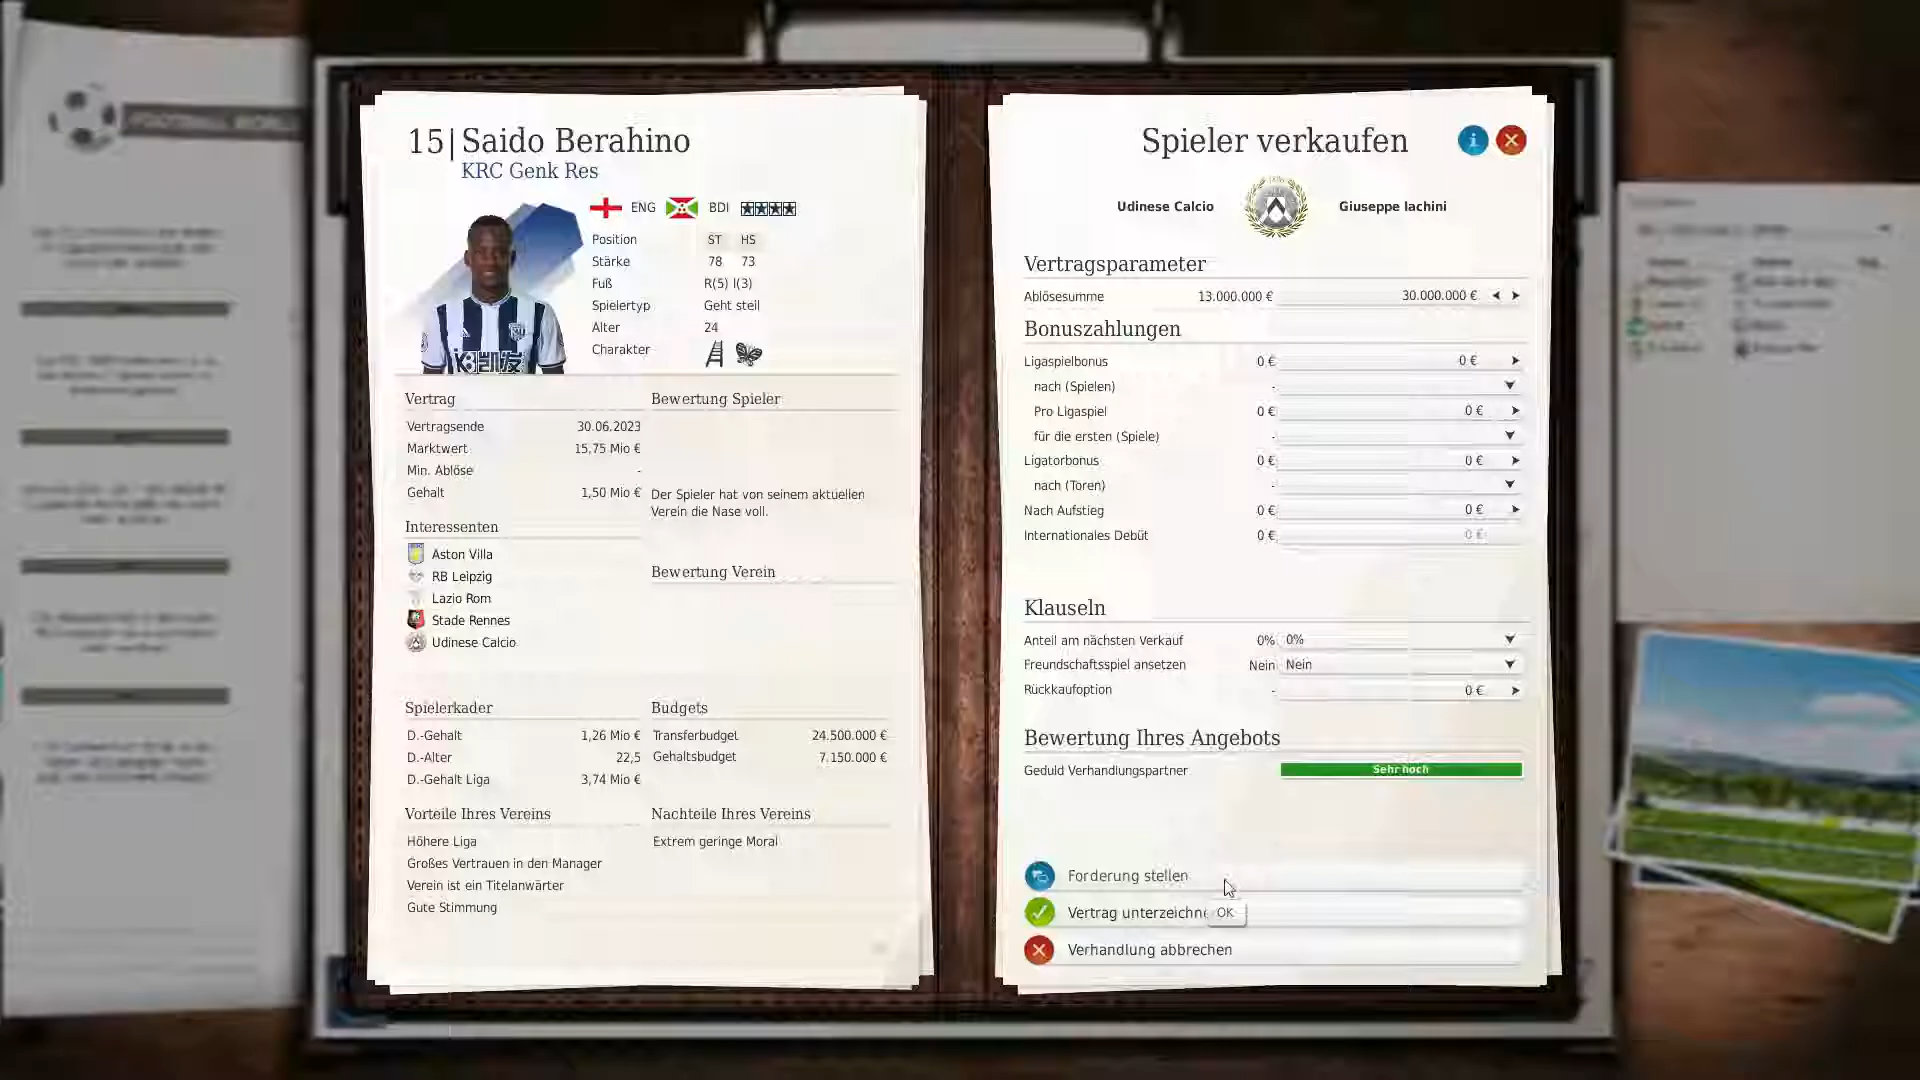 15| Saido Berahino
KRC Genk Res
ENG BDI
Position ST HS
Stärke 78 73
Fuß R(5) l(3)
Spielertyp Geht steil
Alter 24
Charakter
Vertrag
Vertragsende 30.06.2023
Marktwert 15,75 Mio €
Min. Ablöse -
Gehalt 1,50 Mio €
Bewertung Spieler
Der Spieler hat von seinem aktuellen
Verein die Nase voll.
Interessenten
Aston Villa
RB Leipzig
Lazio Rom
Stade Rennes
Udinese Calcio
Bewertung Verein
Spielerkader
D.-Gehalt 1,26 Mio €
D.-Alter 22,5
D.-Gehalt Liga 3,74 Mio €
Budgets
Transferbudget 24.500.000 €
Gehaltsbudget 7.150.000 €
Vorteile Ihres Vereins
Höhere Liga
Großes Vertrauen in den Manager
Verein ist ein Titelanwärter
Gute Stimmung
Nachteile Ihres Vereins
Extrem geringe Moral
Spieler verkaufen
Udinese Calcio Giuseppe Iachini
Vertragsparameter
Ablösesumme 13.000.000 € 30.000.000 €
Bonuszahlungen
Ligaspielbonus 0 € 0 €
nach (Spielen) -
Pro Ligaspiel 0 € 0 €
für die ersten (Spiele) -
Ligatorbonus 0 € 0 €
nach (Toren) -
Nach Aufstieg 0 € 0 €
Internationales Debüt 0 € 0 €
Klauseln
Anteil am nächsten Verkauf 0% 0%
Freundschaftsspiel ansetzen Nein Nein
Rückkaufoption - 0 €
Bewertung Ihres Angebots
Geduld Verhandlungspartner Sehr hoch
Forderung stellen
Vertrag unterzeichne OK
Verhandlung abbrechen